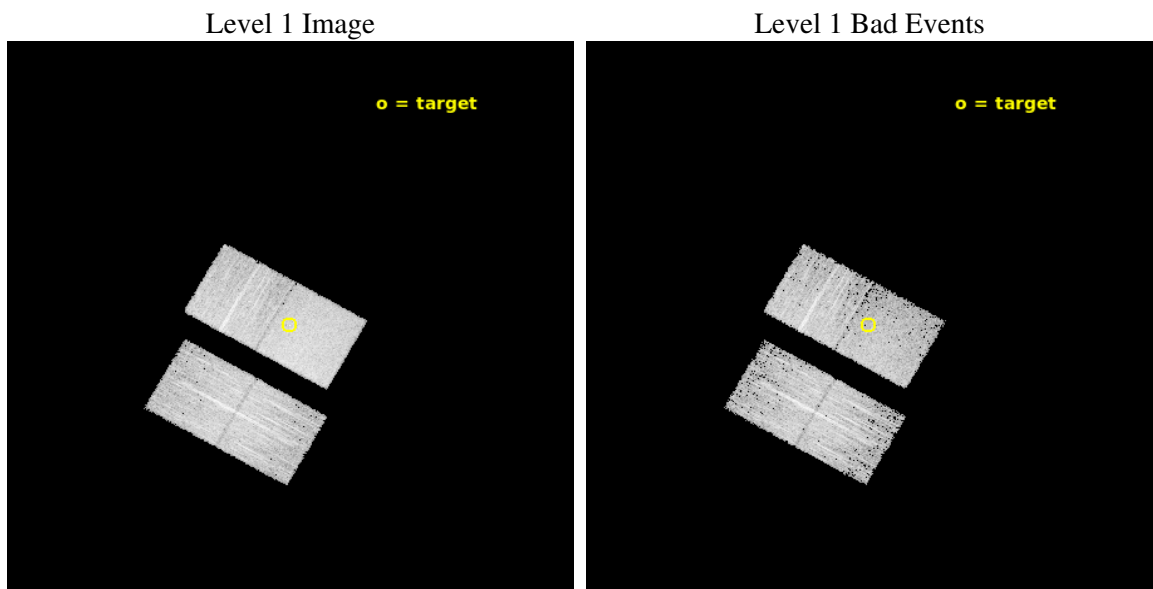 Level 1 Image
Level 1 Bad Events
o = target
o = target